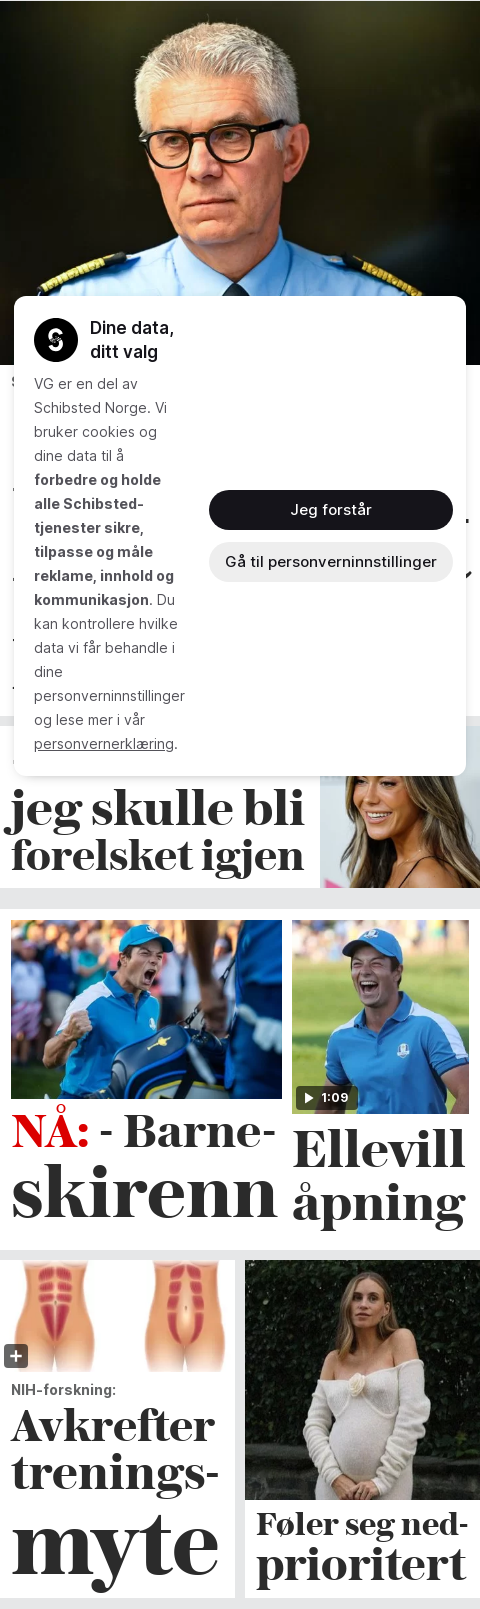 Dine data,
ditt valg
VG er en del av
Schibsted Norge. Vi
bruker cookies og
dine data til å
forbedre og holde
alle Schibsted-
tjenester sikre,
tilpasse og måle
reklame, innhold og
kommunikasjon. Du
kan kontrollere hvilke
data vi får behandle i
dine
personverninnstillinger
og lese mer i vår
personvernerklæring.
Jeg forstår
Gå til personverninnstillinger
jeg skulle bli
forelsket igjen
NÅ: - Barne-
skirenn
1:09
Ellevill
åpning
NIH-forskning:
Avkrefter
trenings-
myte
Føler seg ned-
prioritert